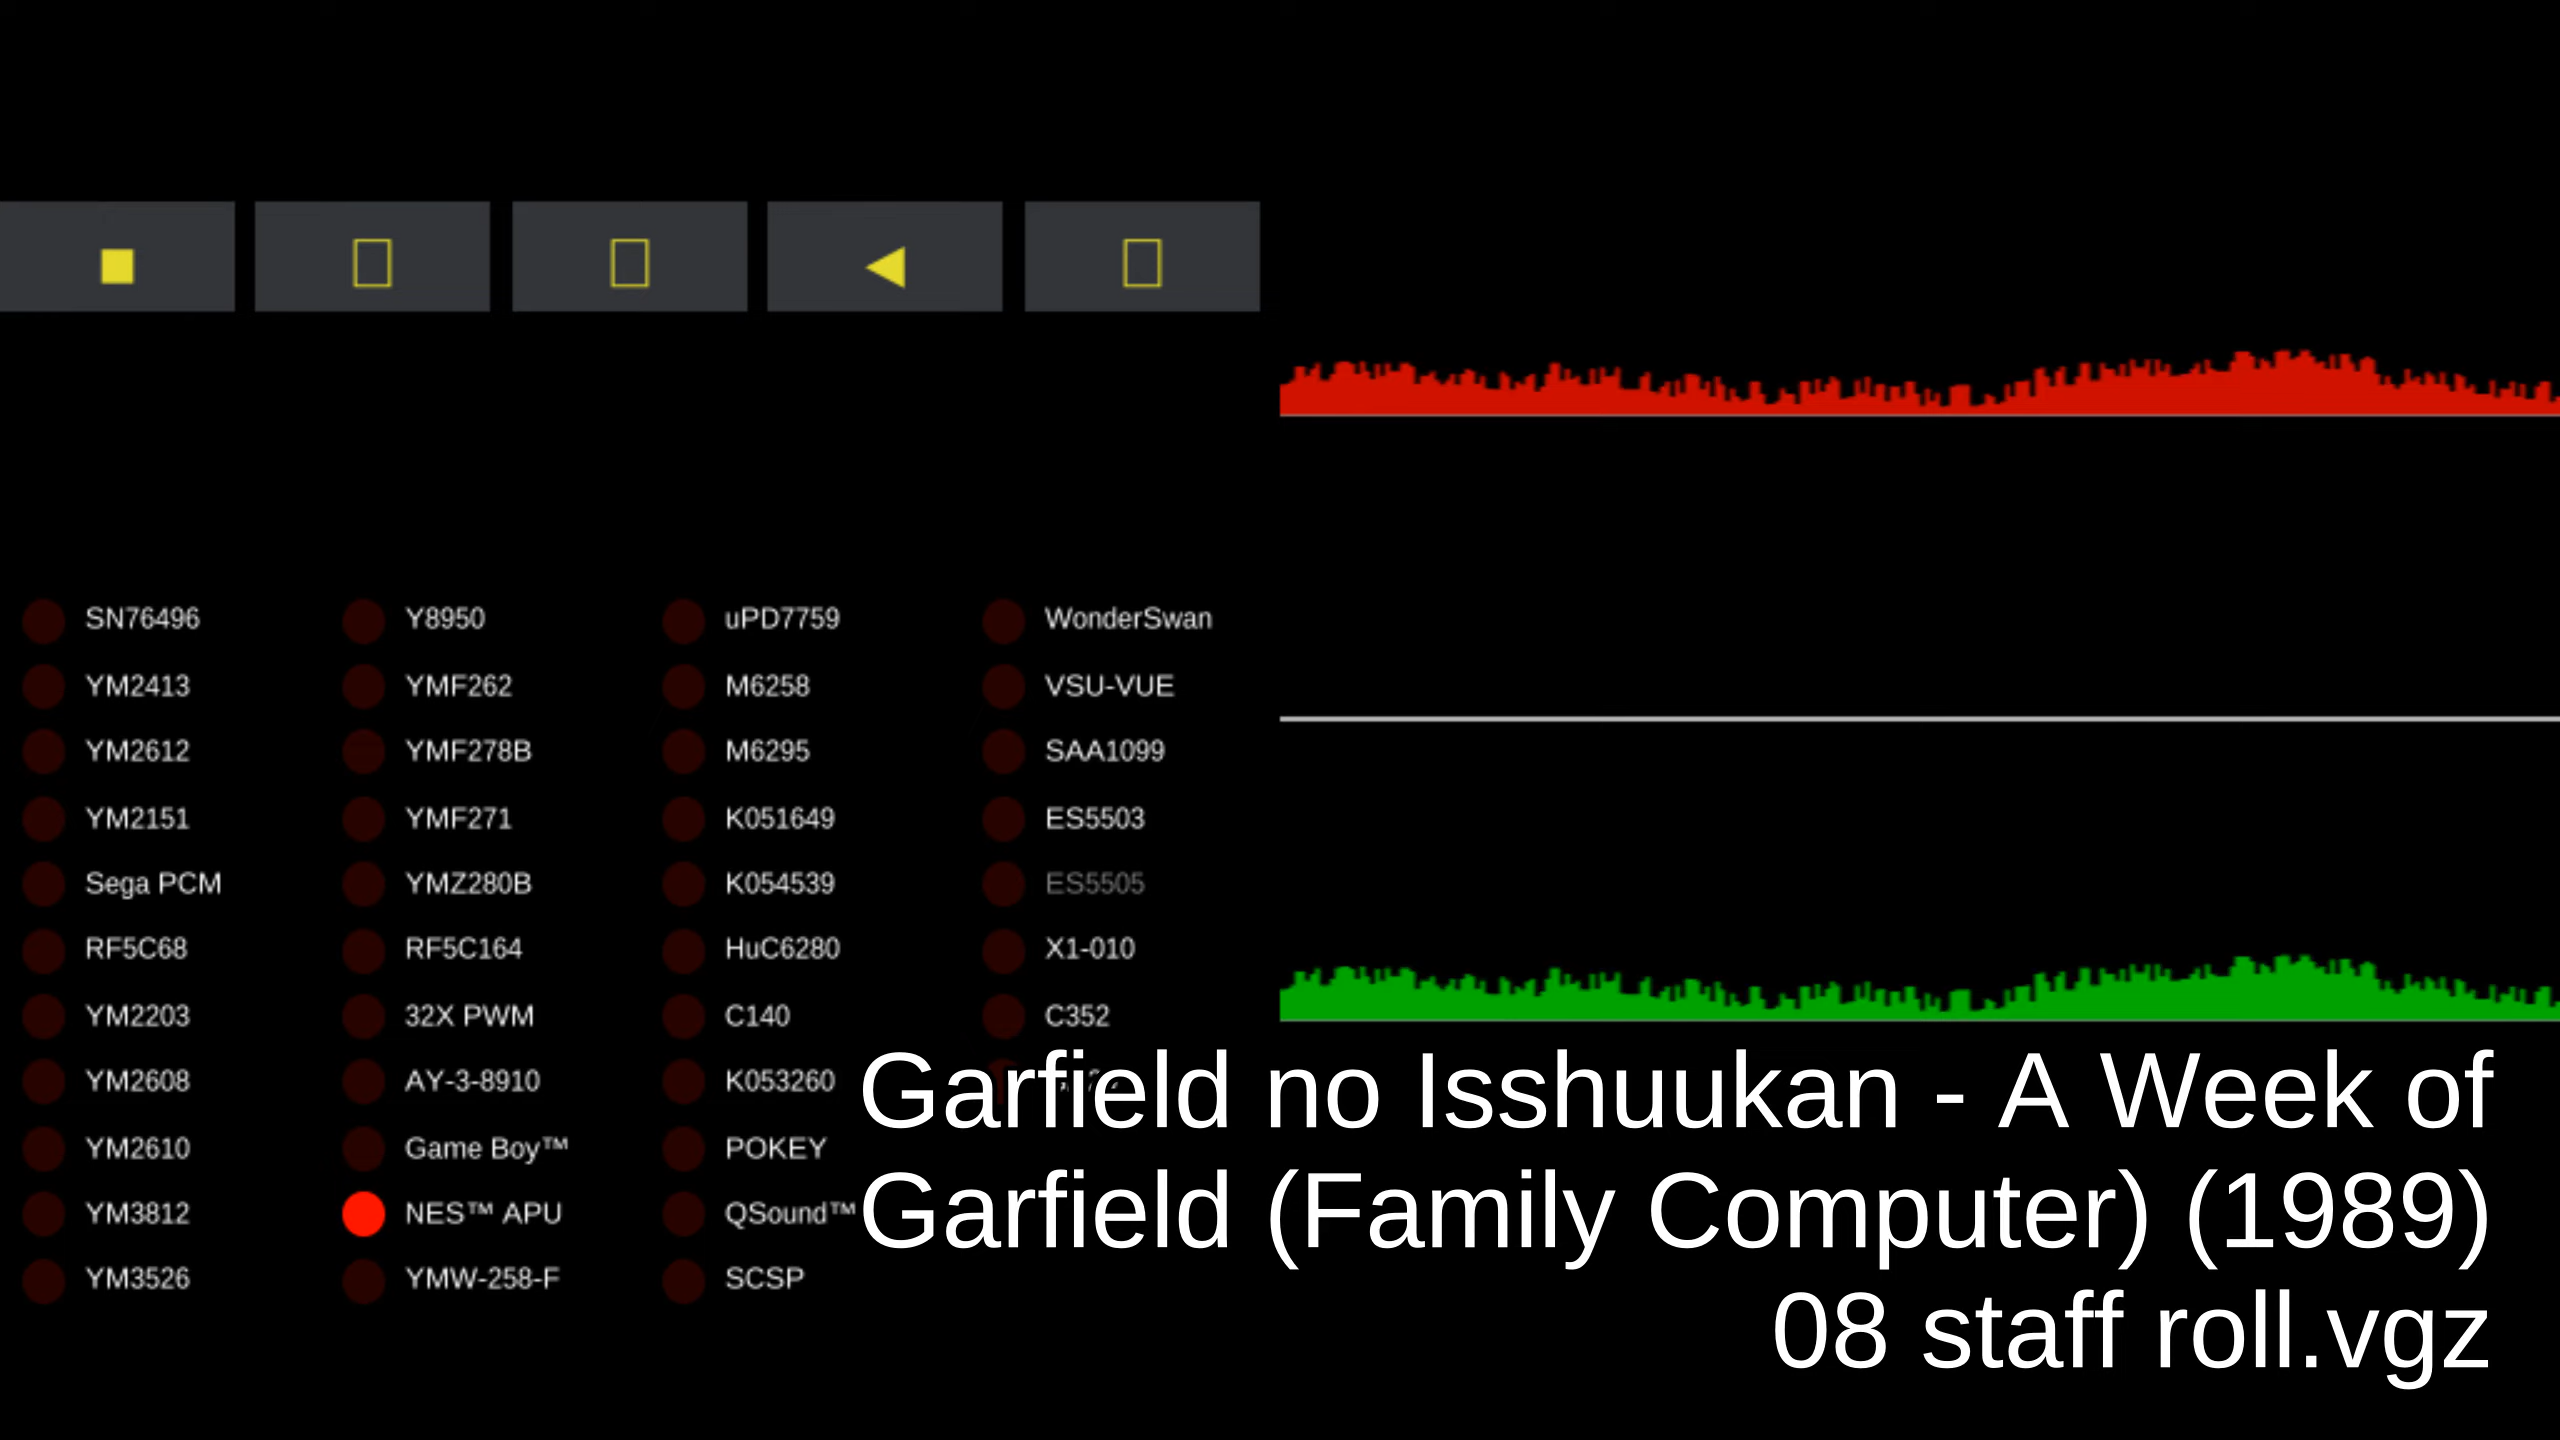 SN76496
YM2413
YM2612
YM2151
Sega PCM
RF5C68
YM2203
YM2608
YM2610
YM3812
YM3526
Y8950
YMF262
YMF278B
YMF271
YMZ280B
RF5C164
32X PWM
AY-3-8910
Game Boy™
NES™ APU
YMW-258-F
uPD7759
M6258
M6295
K051649
K054539
HuC6280
C140
K053260
POKEY
QSound™
SCSP
WonderSwan
VSU-VUE
SAA1099
ES5503
ES5505
X1-010
C352
Garfield no Isshuukan - A Week of
Garfield (Family Computer) (1989)
08 staff roll.vgz